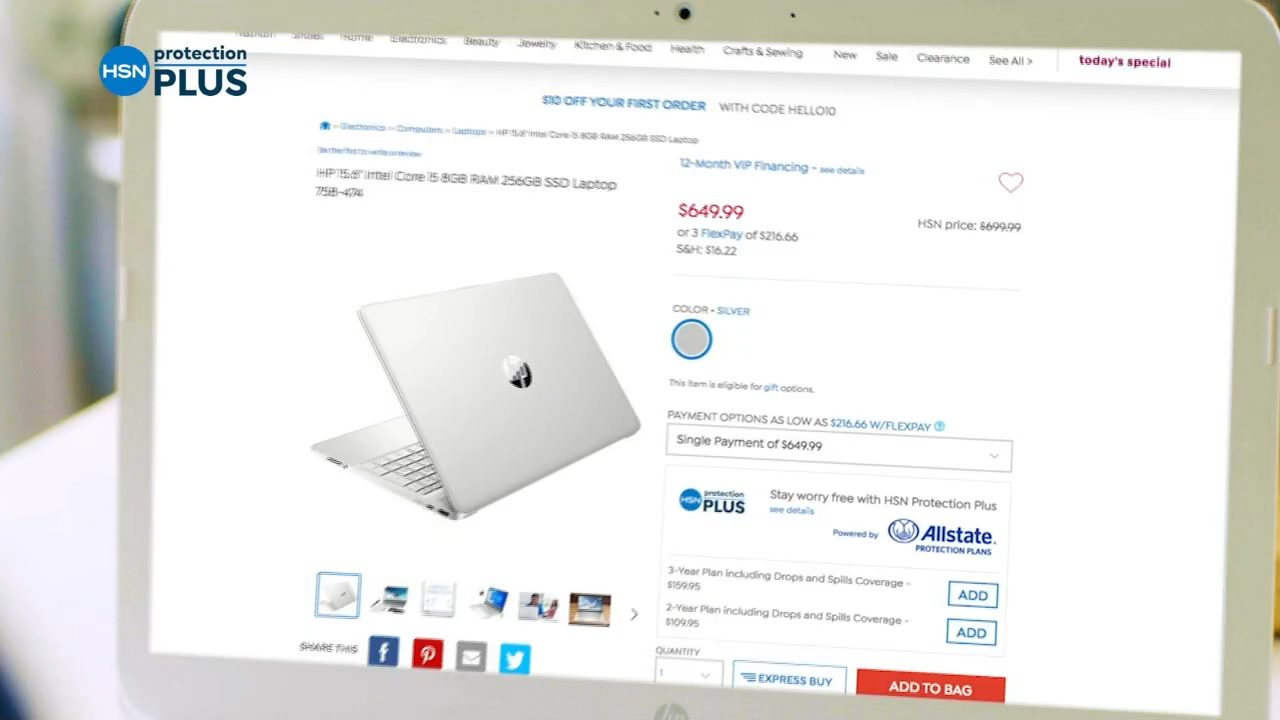 HSN protection PLUS
Fashion Shoes Home Electronics Beauty Jewelry Kitchen & Food Health Crafts & Sewing New Sale Clearance See All > today's special
$10 OFF YOUR FIRST ORDER WITH CODE HELLO10
> Electronics > Computers > Laptops > HP 15.6" Intel Core i5 8GB RAM 256GB SSD Laptop
Be the first to write a review
HP 15.6" Intel Core i5 8GB RAM 256GB SSD Laptop
758-474
12-Month VIP Financing - see details
$649.99
HSN price: $699.99
or 3 FlexPay of $216.66
S&H: $16.22
COLOR - SILVER
This item is eligible for gift options.
PAYMENT OPTIONS AS LOW AS $216.66 W/FLEXPAY ?
Single Payment of $649.99
HSN protection PLUS
Stay worry free with HSN Protection Plus
see details
Powered by Allstate.
PROTECTION PLANS
3-Year Plan including Drops and Spills Coverage -
$159.95
ADD
2-Year Plan including Drops and Spills Coverage -
$109.95
ADD
SHARE THIS
QUANTITY
1
EXPRESS BUY
ADD TO BAG
hp